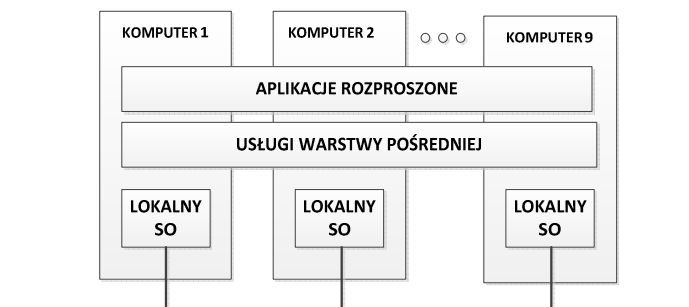 KOMPUTER 1
KOMPUTER 2
KOMPUTER 9
APLIKACJE ROZPROSZONE
USŁUGI WARSTWY POŚREDNIEJ
LOKALNY
SO
LOKALNY
SO
LOKALNY
SO